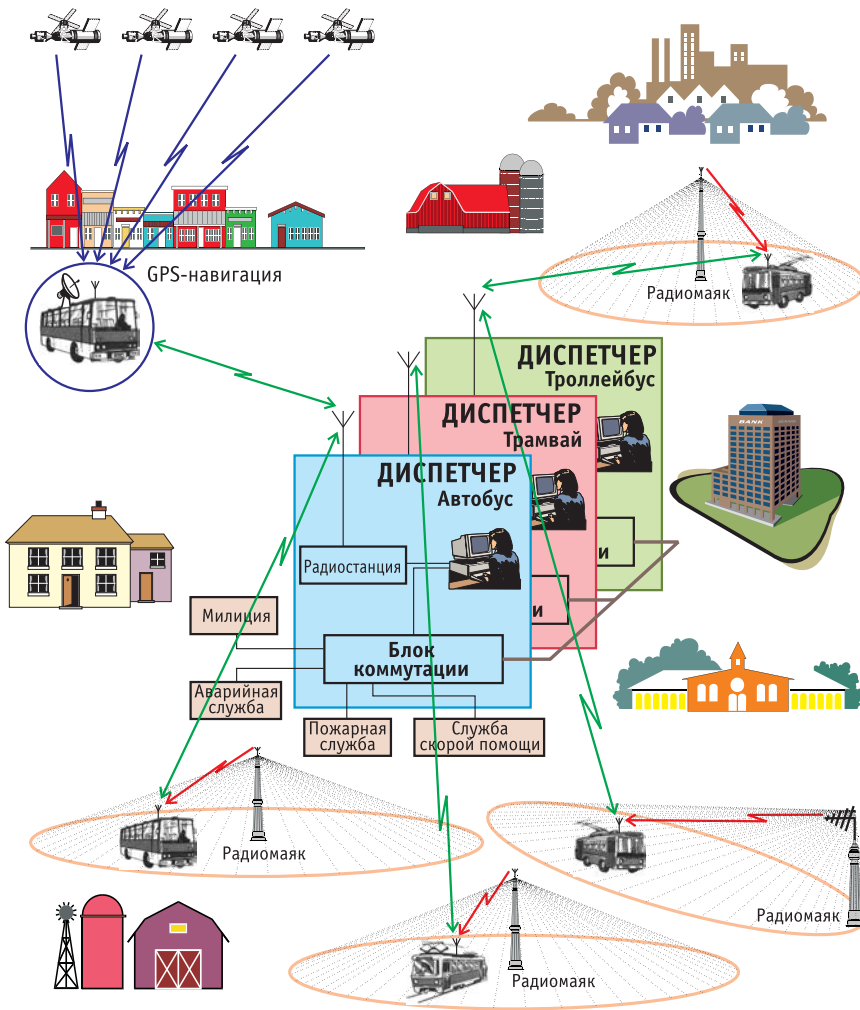 GPS-навигация
Радиомаяк
ДИСПЕТЧЕР
Троллейбус
ДИСПЕТЧЕР
Трамвай
BANK
ДИСПЕТЧЕР
Автобус
и
Радиостанция
и
Милиция
Блок
коммутации
Аварийная
служба
Пожарная
служба
Служба
скорой помощи
Радиомаяк
Радиомаяк
Радиомаяк